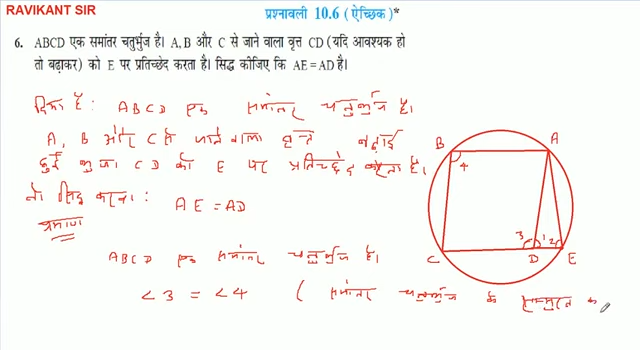 RAVIKANT SIR
प्रश्नावली 10.6 (ऐच्छिक)*
6. ABCD एक समांतर चतुर्भुज है। A, B और C से जाने वाला वृत्त CD (यदि आवश्यक हो
तो बढ़ाकर) को E पर प्रतिच्छेद करता है। सिद्ध कीजिए कि AE = AD है।
दिया है: ABCD एक समांतर चतुर्भुज है।
A, B और C से जाने वाला वृत्त बढ़ाई
हुई भुजा CD को E पर प्रतिच्छेद करता है।
तो सिद्ध करना:
AE = AD
प्रमाण
ABCD एक समांतर चतुर्भुज है।
∠3 = ∠4 ( समांतर चतुर्भुज के सम्मुख क
B A
4
3 1 2
C D E